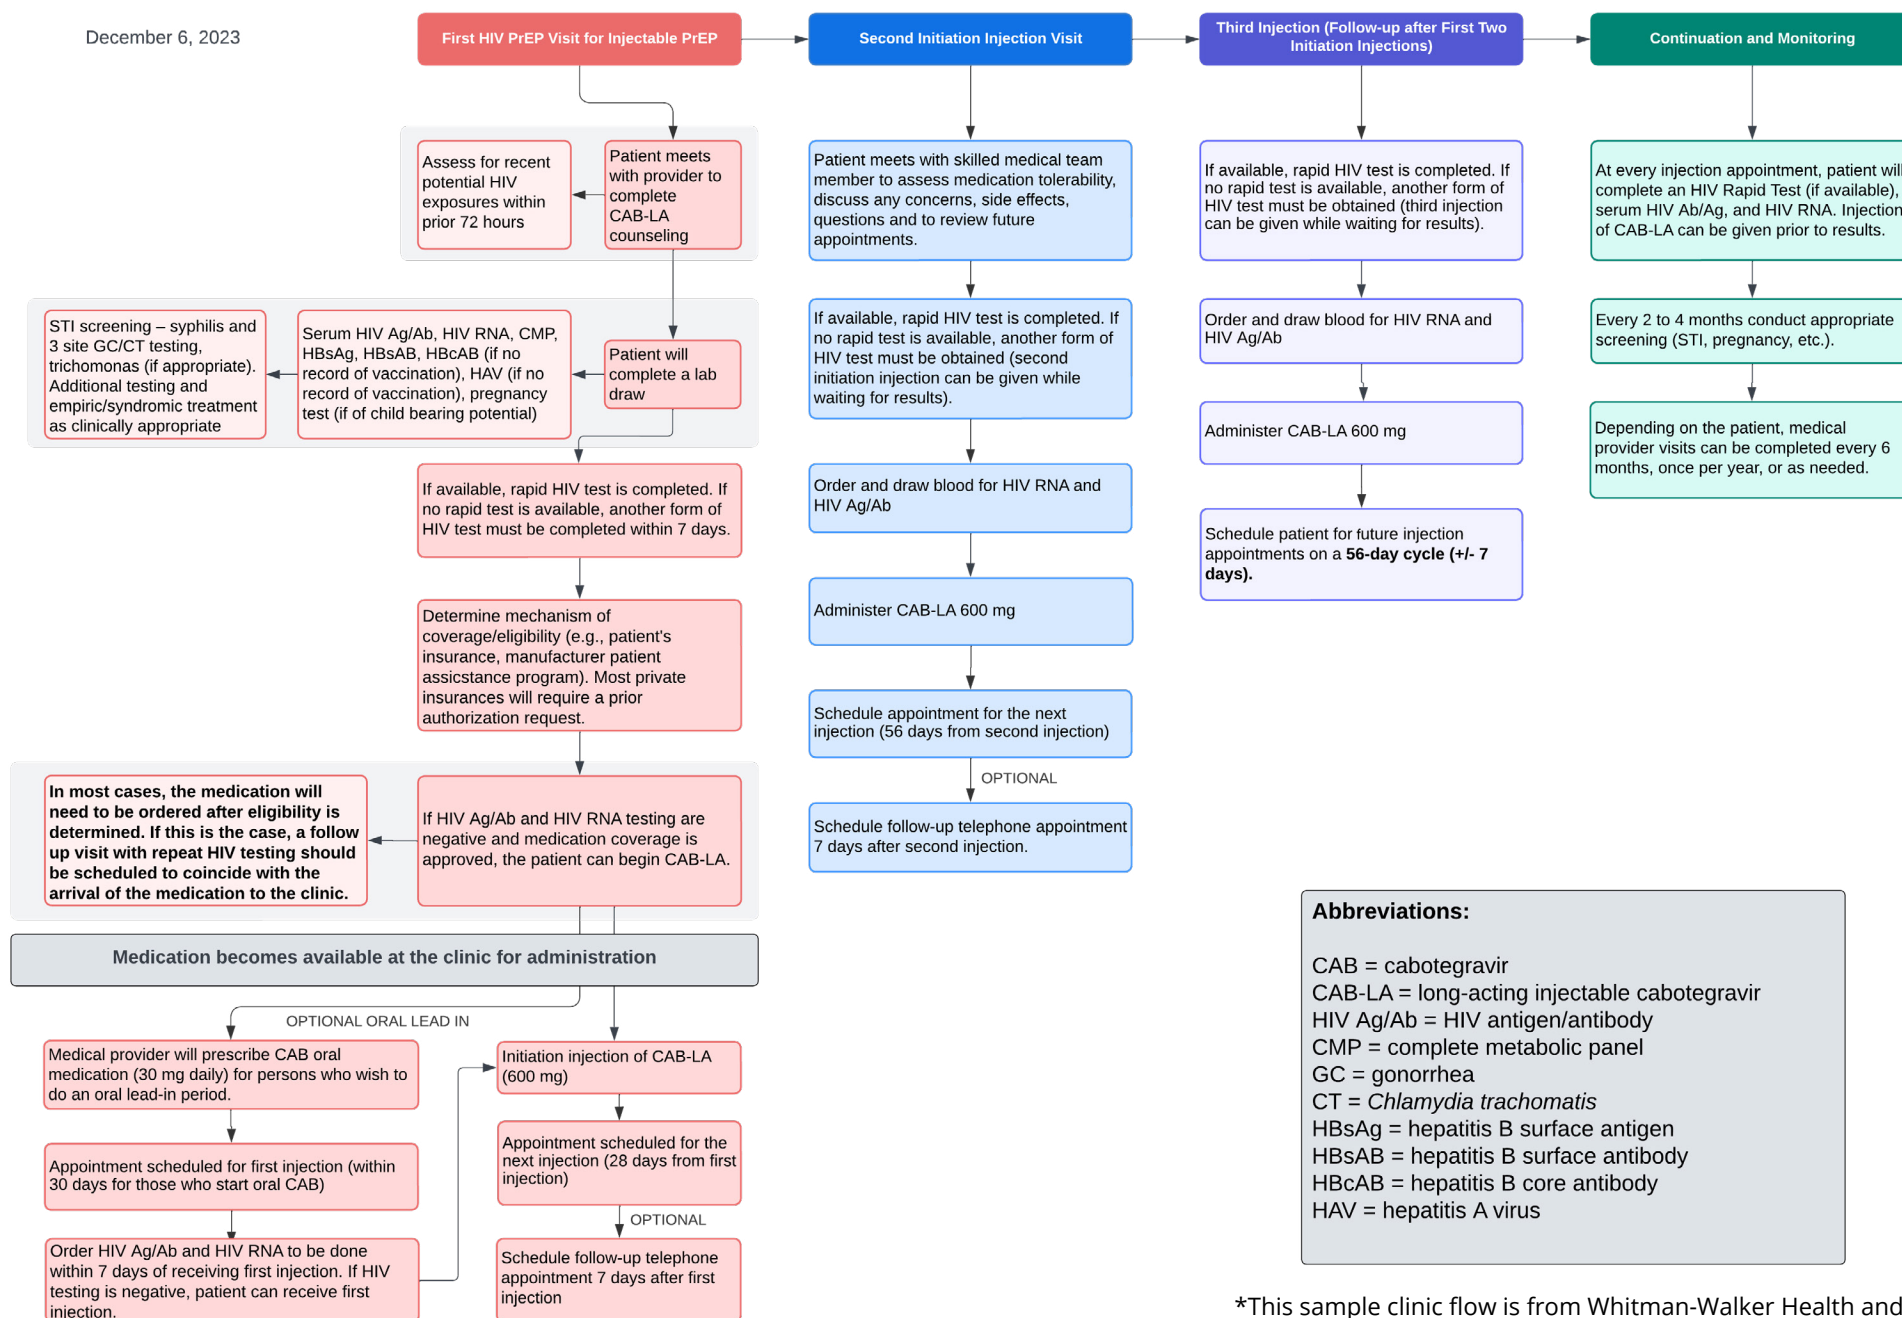 December 6, 2023
First HIV PrEP Visit for Injectable PrEP
Assess for recent
potential HIV
exposures within
prior 72 hours
Patient meets
with provider to
complete
CAB-LA
counseling
STI screening – syphilis and
3 site GC/CT testing,
trichomonas (if appropriate).
Additional testing and
empiric/syndromic treatment
as clinically appropriate
Serum HIV Ag/Ab, HIV RNA, CMP,
HBsAg, HBsAB, HBcAB (if no
record of vaccination), HAV (if no
record of vaccination), pregnancy
test (if of child bearing potential)
Patient will
complete a lab
draw
If available, rapid HIV test is completed. If
no rapid test is available, another form of
HIV test must be completed within 7 days.
Determine mechanism of
coverage/eligibility (e.g., patient's
insurance, manufacturer patient
assicstance program). Most private
insurances will require a prior
authorization request.
In most cases, the medication will
need to be ordered after eligibility is
determined. If this is the case, a follow
up visit with repeat HIV testing should
be scheduled to coincide with the
arrival of the medication to the clinic.
If HIV Ag/Ab and HIV RNA testing are
negative and medication coverage is
approved, the patient can begin CAB-LA.
Medication becomes available at the clinic for administration
OPTIONAL ORAL LEAD IN
Medical provider will prescribe CAB oral
medication (30 mg daily) for persons who wish to
do an oral lead-in period.
Appointment scheduled for first injection (within
30 days for those who start oral CAB)
Order HIV Ag/Ab and HIV RNA to be done
within 7 days of receiving first injection. If HIV
testing is negative, patient can receive first
injection.
Initiation injection of CAB-LA
(600 mg)
Appointment scheduled for the
next injection (28 days from first
injection)
OPTIONAL
Schedule follow-up telephone
appointment 7 days after first
injection
Second Initiation Injection Visit
Patient meets with skilled medical team
member to assess medication tolerability,
discuss any concerns, side effects,
questions and to review future
appointments.
If available, rapid HIV test is completed. If
no rapid test is available, another form of
HIV test must be obtained (second
initiation injection can be given while
waiting for results).
Order and draw blood for HIV RNA and
HIV Ag/Ab
Administer CAB-LA 600 mg
Schedule appointment for the next
injection (56 days from second injection)
OPTIONAL
Schedule follow-up telephone appointment
7 days after second injection.
Third Injection (Follow-up after First Two
Initiation Injections)
If available, rapid HIV test is completed. If
no rapid test is available, another form of
HIV test must be obtained (third injection
can be given while waiting for results).
Order and draw blood for HIV RNA and
HIV Ag/Ab
Administer CAB-LA 600 mg
Schedule patient for future injection
appointments on a 56-day cycle (+/- 7
days).
Continuation and Monitoring
At every injection appointment, patient will
complete an HIV Rapid Test (if available),
serum HIV Ab/Ag, and HIV RNA. Injection
of CAB-LA can be given prior to results.
Every 2 to 4 months conduct appropriate
screening (STI, pregnancy, etc.).
Depending on the patient, medical
provider visits can be completed every 6
months, once per year, or as needed.
Abbreviations:
CAB = cabotegravir
CAB-LA = long-acting injectable cabotegravir
HIV Ag/Ab = HIV antigen/antibody
CMP = complete metabolic panel
GC = gonorrhea
CT = Chlamydia trachomatis
HBsAg = hepatitis B surface antigen
HBsAB = hepatitis B surface antibody
HBcAB = hepatitis B core antibody
HAV = hepatitis A virus
*This sample clinic flow is from Whitman-Walker Health and